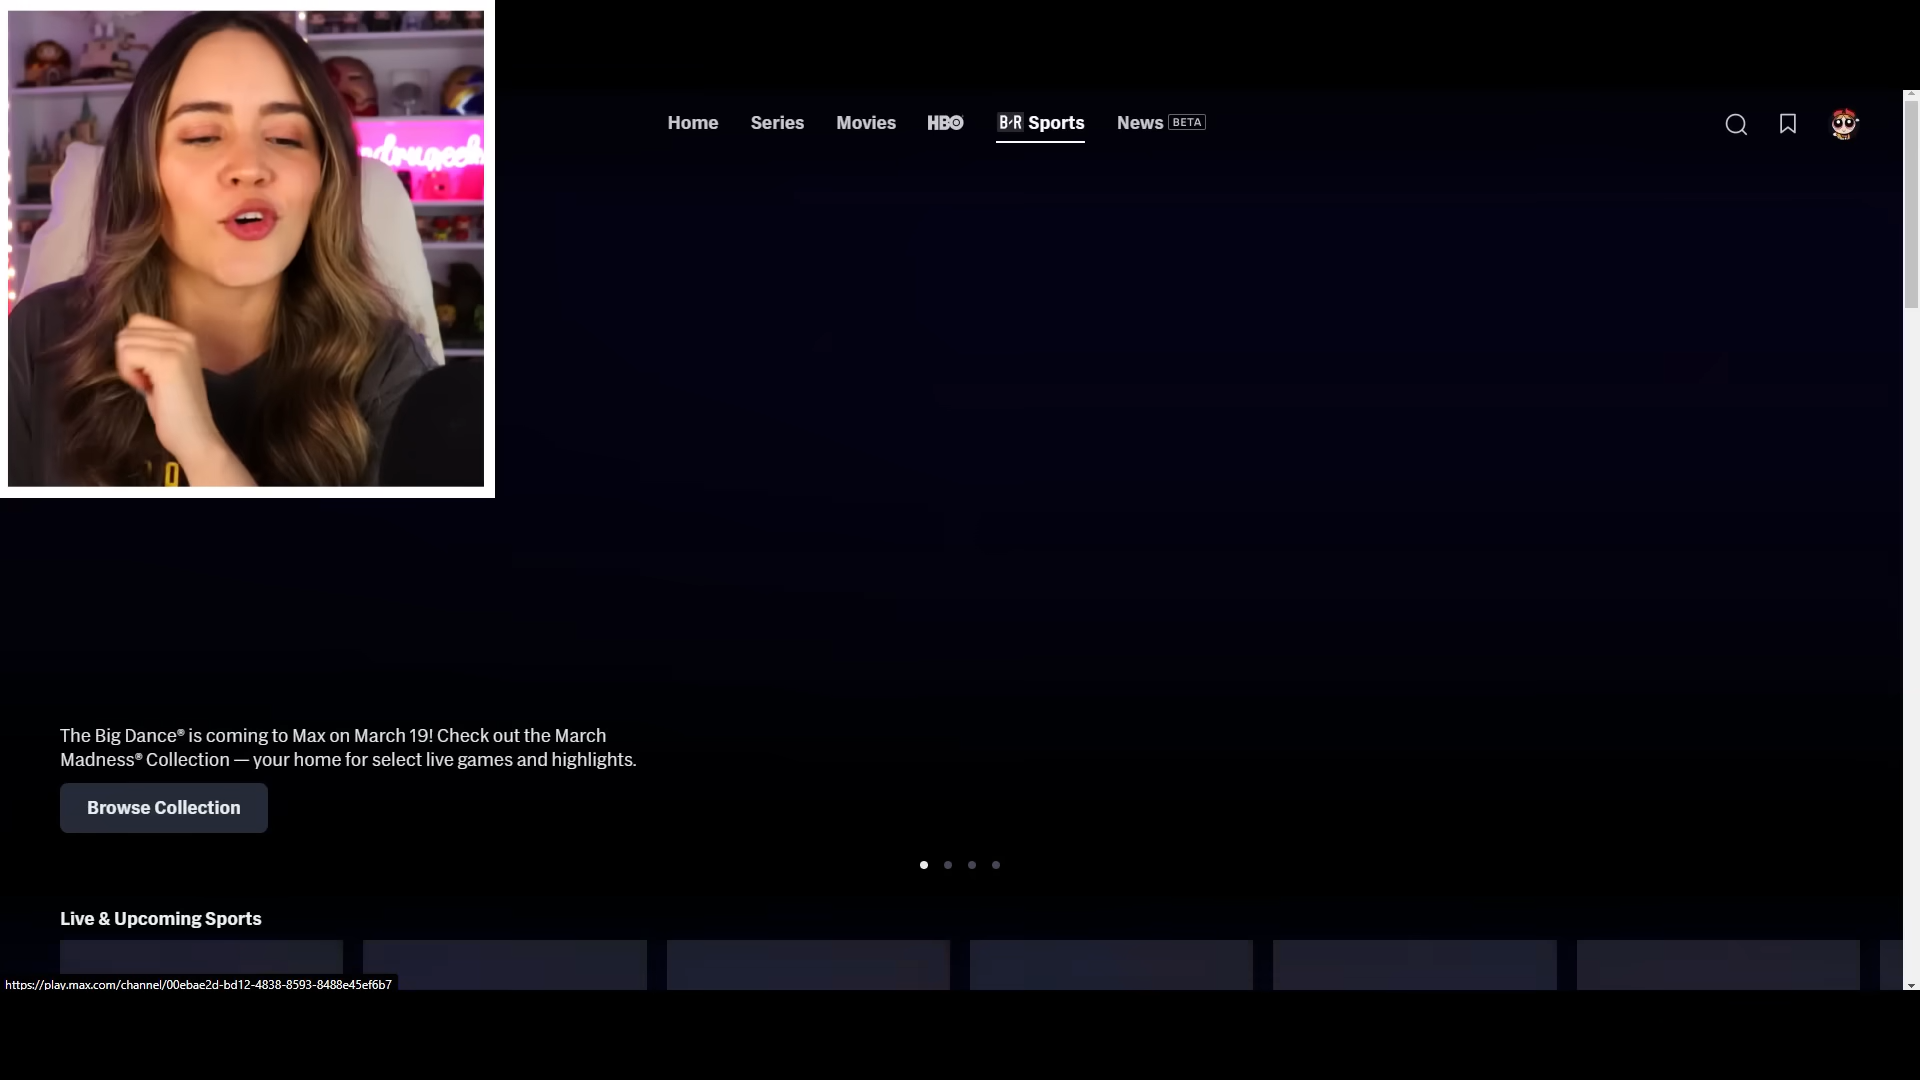 Home Series Movies HBO B/R Sports News BETA
The Big Dance® is coming to Max on March 19! Check out the March
Madness® Collection — your home for select live games and highlights.
Browse Collection
Live & Upcoming Sports
https://play.max.com/channel/00ebae2d-bd12-4838-8593-8488e45ef6b7